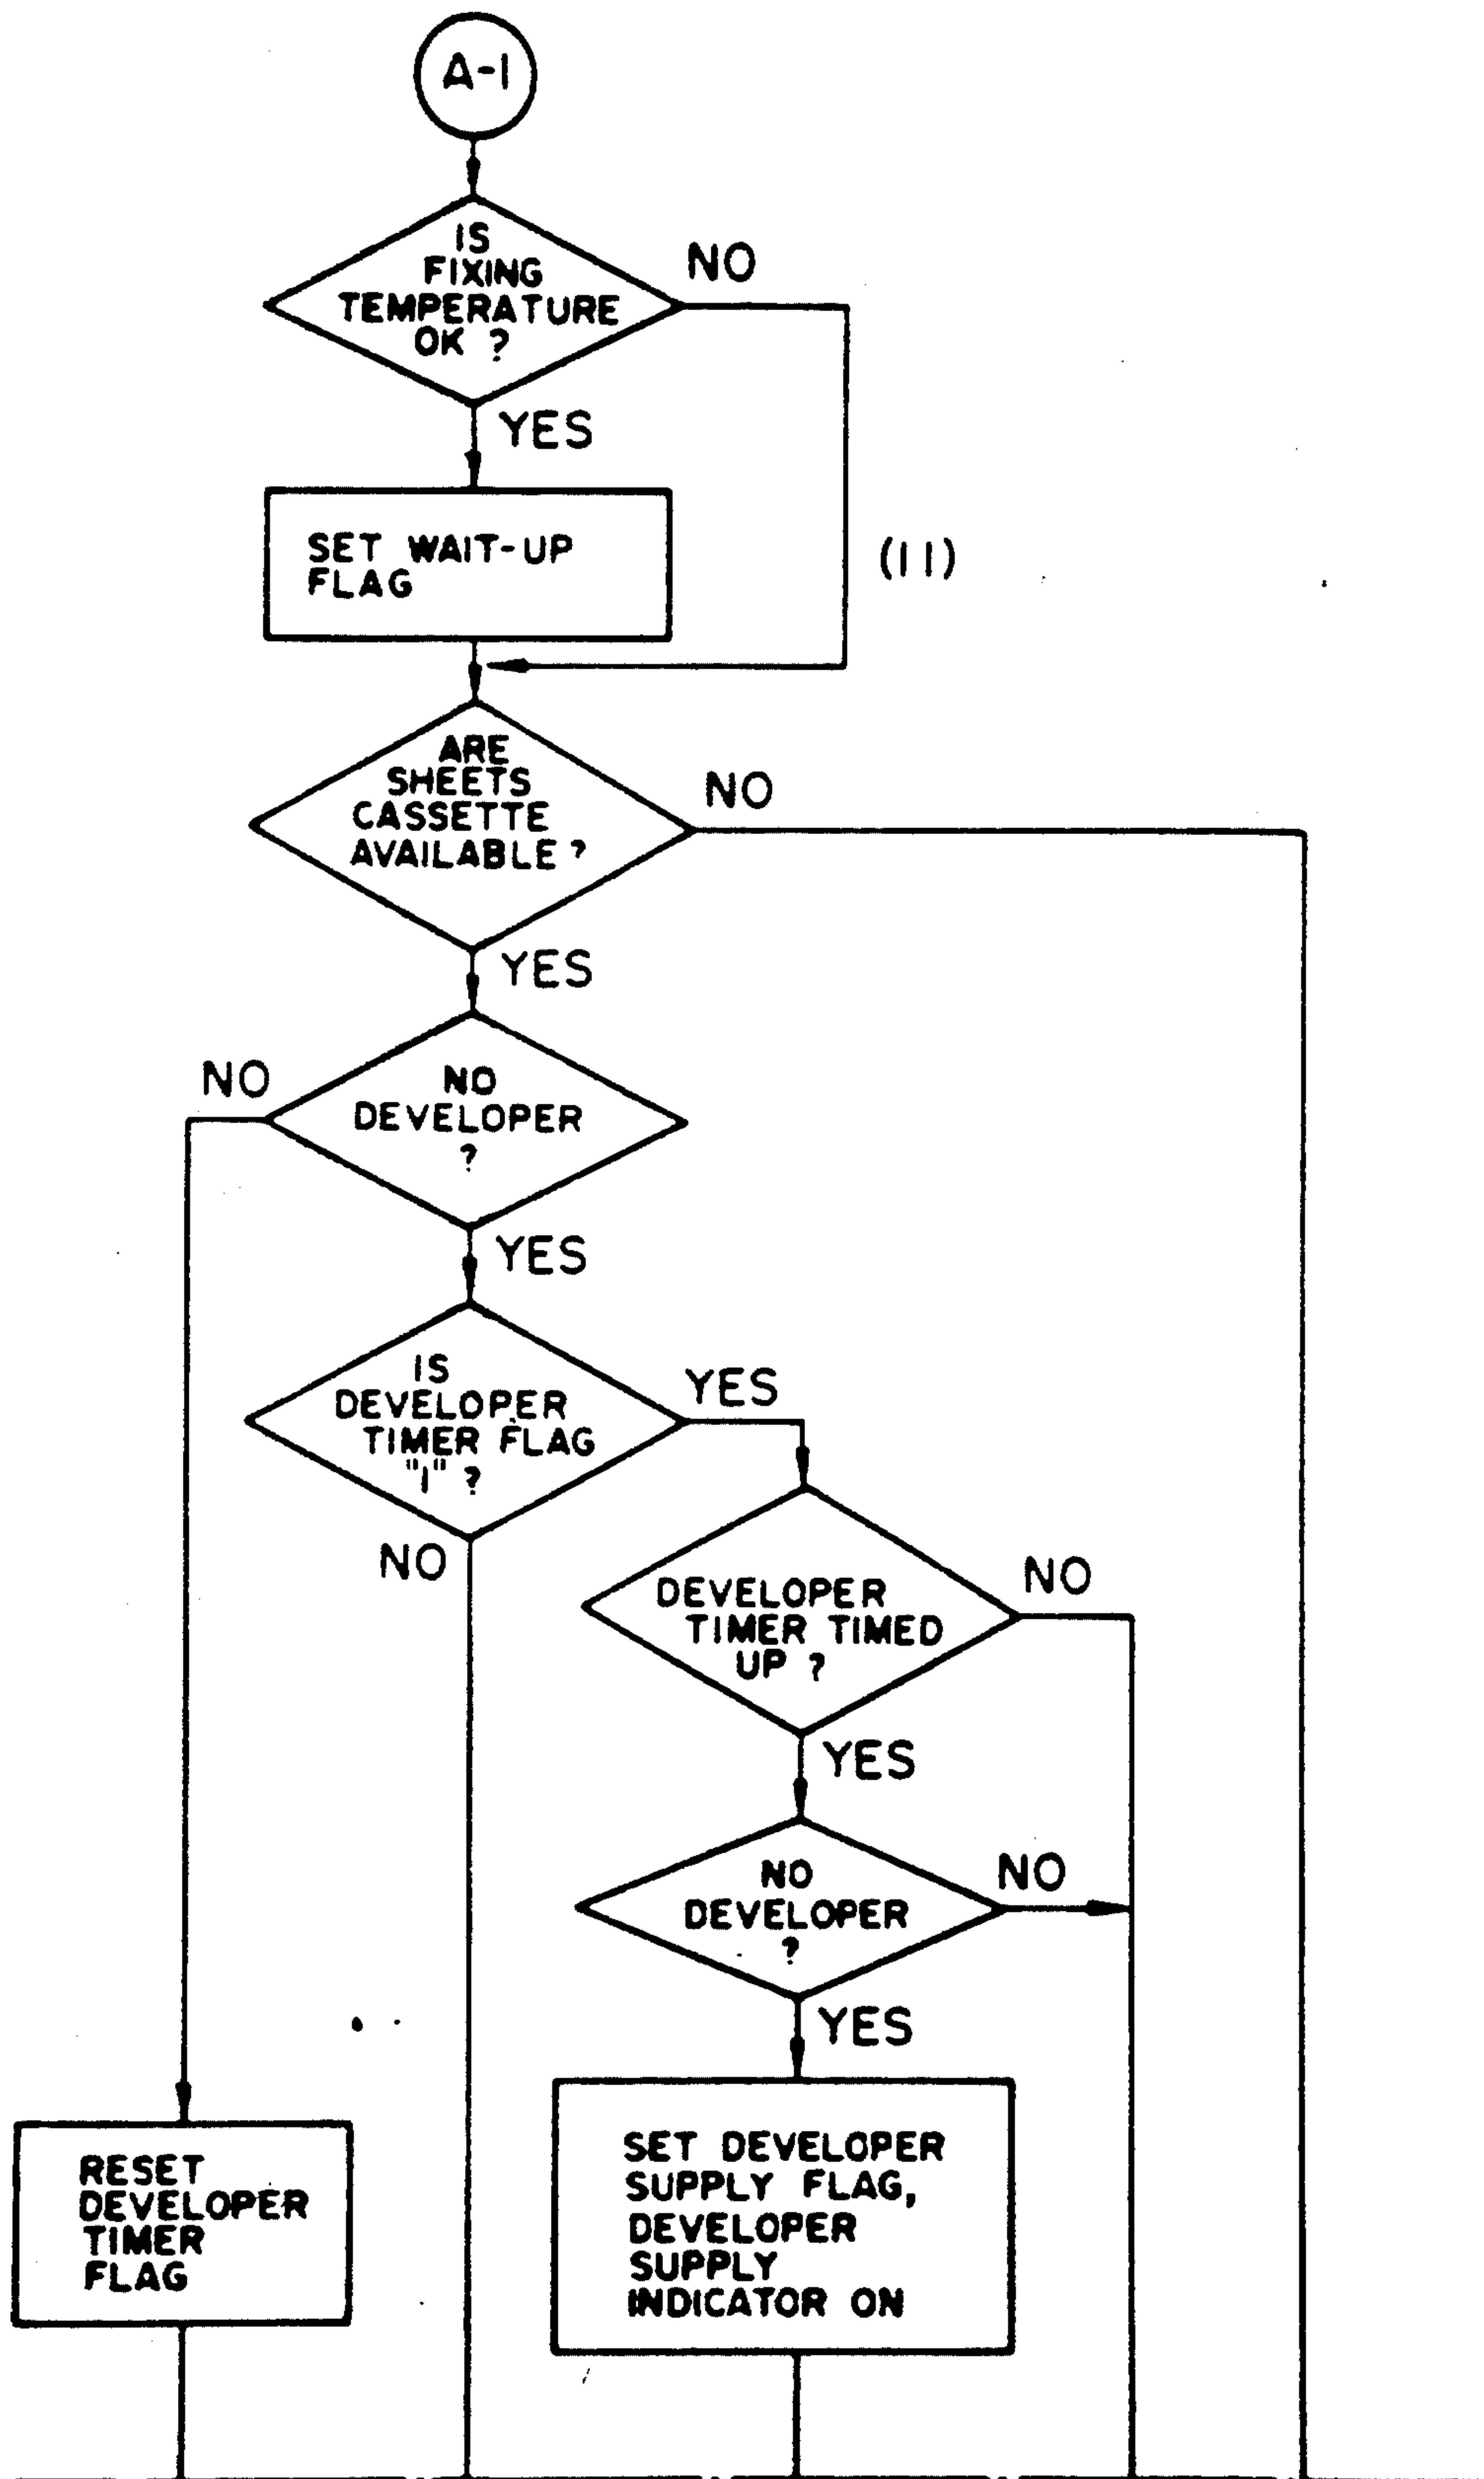 A-1
IS
FIXING
TEMPERATURE
OK ?
NO
YES
SET WAIT-UP
FLAG
(11)
ARE
SHEETS
CASSETTE
AVAILABLE ?
NO
YES
NO
DEVELOPER
?
NO
YES
IS
DEVELOPER
TIMER FLAG
"1" ?
YES
NO
DEVELOPER
TIMER TIMED
UP ?
NO
YES
NO
DEVELOPER
?
NO
YES
RESET
DEVELOPER
TIMER
FLAG
SET DEVELOPER
SUPPLY FLAG,
DEVELOPER
SUPPLY
INDICATOR ON